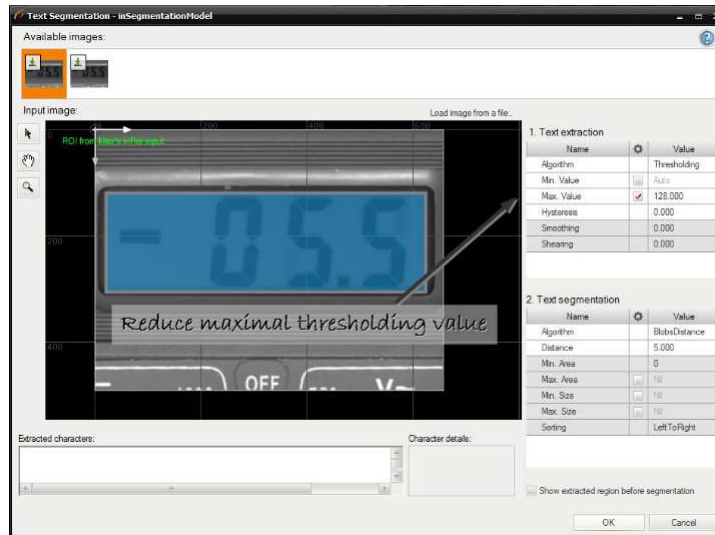 Text Segmentation - inSegmentationModel
Available images:
- 05.5
- 05.5
Input image:
Load image from a file..
ROI from filter's inRoi input.
200
400
600
200
400
- 05.5
Reduce maximal thresholding value
OFF
V~
1. Text extraction
Name Value
Algorithm Thresholding
Min. Value Auto
Max. Value 128.000
Hysteresis 0.000
Smoothing 0.000
Shearing 0.000
2. Text segmentation
Name Value
Algorithm BlobsDistance
Distance 5.000
Min. Area 0
Max. Area Nil
Min. Size Nil
Max. Size Nil
Sorting LeftToRight
Extracted characters:
Character details:
Show extracted region before segmentation
OK Cancel